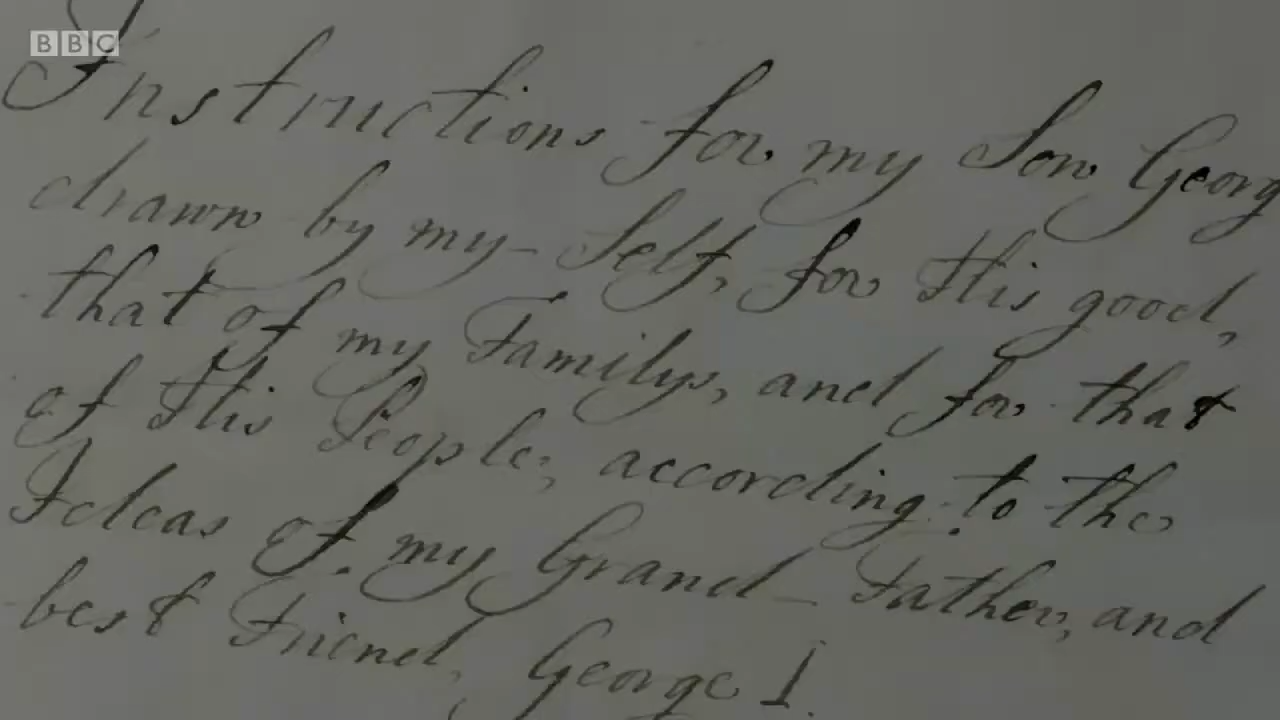 BBC
Instructions for my Son Georg
drawn by my-Self, for His good,
that of my Familys, and for that
of His People, according to the
Ideas of my Grand-Father, and
best Friend, George I.